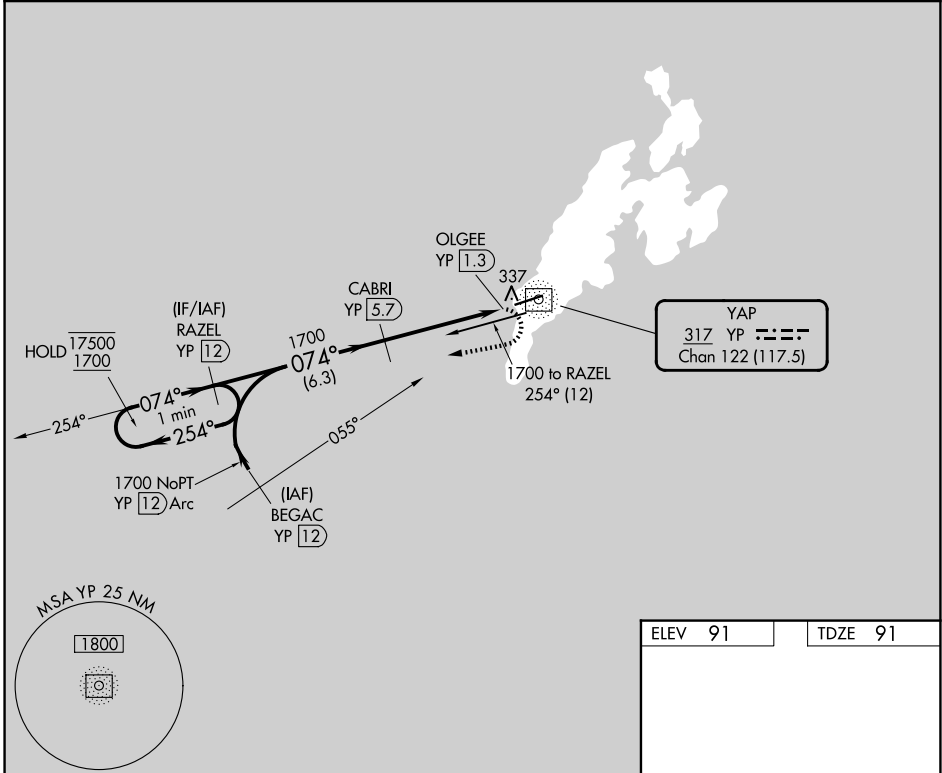 OLGEE
YP 1.3
337
CABRI
YP 5.7
(IF/IAF)
RAZEL
YP 12
HOLD 17500
1700
1700
074°
(6.3)
YAP
317 YP
Chan 122 (117.5)
1700 to RAZEL
254° (12)
254°
074°
1 min
254°
055°
1700 NoPT
YP 12 Arc
(IAF)
BEGAC
YP 12
MSA YP 25 NM
1800
ELEV 91
TDZE 91